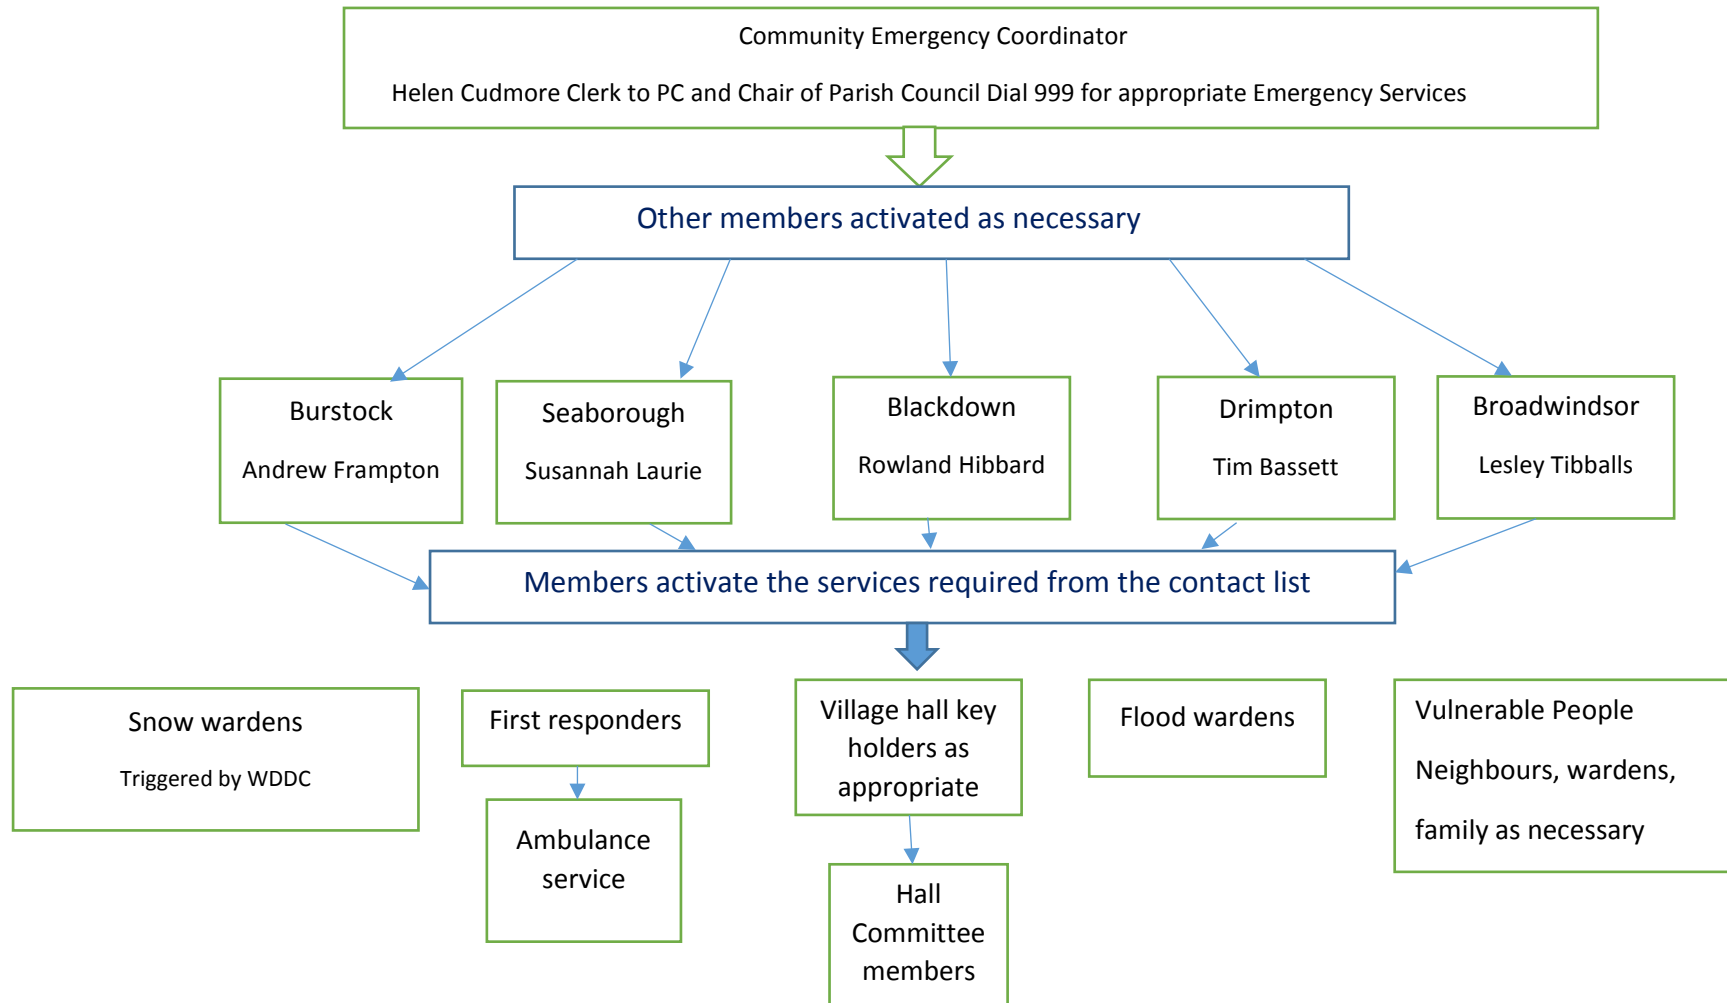 Community Emergency Coordinator
Helen Cudmore Clerk to PC and Chair of Parish Council Dial 999 for appropriate Emergency Services
Other members activated as necessary
Burstock
Andrew Frampton
Seaborough
Susannah Laurie
Blackdown
Rowland Hibbard
Drimpton
Tim Bassett
Broadwindsor
Lesley Tibballs
Members activate the services required from the contact list
Snow wardens
Triggered by WDDC
First responders
Ambulance
service
Village hall key
holders as
appropriate
Hall
Committee
members
Flood wardens
Vulnerable People
Neighbours, wardens,
family as necessary